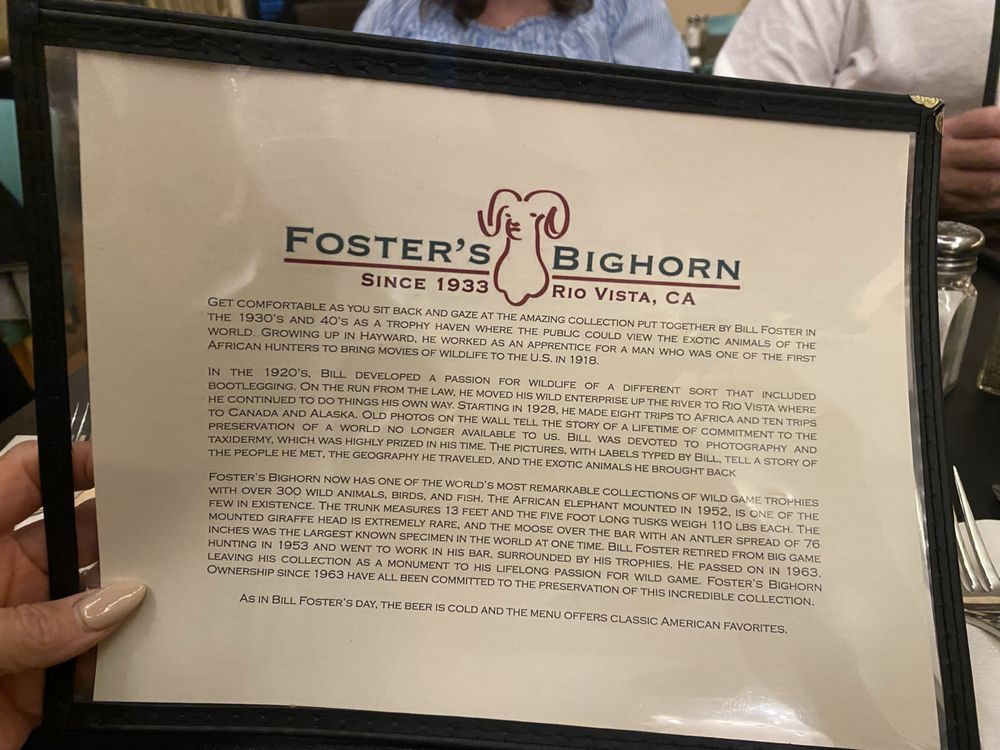 FOSTER'S BIGHORN
SINCE 1933 RIO VISTA, CA
GET COMFORTABLE AS YOU SIT BACK AND GAZE AT THE AMAZING COLLECTION PUT TOGETHER BY BILL FOSTER IN
THE 1930'S AND 40'S AS A TROPHY HAVEN WHERE THE PUBLIC COULD VIEW THE EXOTIC ANIMALS OF THE
WORLD. GROWING UP IN HAYWARD, HE WORKED AS AN APPRENTICE FOR A MAN WHO WAS ONE OF THE FIRST
AFRICAN HUNTERS TO BRING MOVIES OF WILDLIFE TO THE U.S. IN 1918.
IN THE 1920'S, BILL DEVELOPED A PASSION FOR WILDLIFE OF A DIFFERENT SORT THAT INCLUDED
BOOTLEGGING. ON THE RUN FROM THE LAW, HE MOVED HIS WILD ENTERPRISE UP THE RIVER TO RIO VISTA WHERE
HE CONTINUED TO DO THINGS HIS OWN WAY. STARTING IN 1928, HE MADE EIGHT TRIPS TO AFRICA AND TEN TRIPS
TO CANADA AND ALASKA. OLD PHOTOS ON THE WALL TELL THE STORY OF A LIFETIME OF COMMITMENT TO THE
PRESERVATION OF A WORLD NO LONGER AVAILABLE TO US. BILL WAS DEVOTED TO PHOTOGRAPHY AND
TAXIDERMY, WHICH WAS HIGHLY PRIZED IN HIS TIME. THE PICTURES, WITH LABELS TYPED BY BILL, TELL A STORY OF
THE PEOPLE HE MET, THE GEOGRAPHY HE TRAVELED, AND THE EXOTIC ANIMALS HE BROUGHT BACK
FOSTER'S BIGHORN NOW HAS ONE OF THE WORLD'S MOST REMARKABLE COLLECTIONS OF WILD GAME TROPHIES
WITH OVER 300 WILD ANIMALS, BIRDS, AND FISH. THE AFRICAN ELEPHANT MOUNTED IN 1952, IS ONE OF THE
FEW IN EXISTENCE. THE TRUNK MEASURES 13 FEET AND THE FIVE FOOT LONG TUSKS WEIGH 110 LBS EACH. THE
MOUNTED GIRAFFE HEAD IS EXTREMELY RARE, AND THE MOOSE OVER THE BAR WITH AN ANTLER SPREAD OF 76
INCHES WAS THE LARGEST KNOWN SPECIMEN IN THE WORLD AT ONE TIME. BILL FOSTER RETIRED FROM BIG GAME
HUNTING IN 1953 AND WENT TO WORK IN HIS BAR, SURROUNDED BY HIS TROPHIES. HE PASSED ON IN 1963,
LEAVING HIS COLLECTION AS A MONUMENT TO HIS LIFELONG PASSION FOR WILD GAME. FOSTER'S BIGHORN
OWNERSHIP SINCE 1963 HAVE ALL BEEN COMMITTED TO THE PRESERVATION OF THIS INCREDIBLE COLLECTION.
AS IN BILL FOSTER'S DAY, THE BEER IS COLD AND THE MENU OFFERS CLASSIC AMERICAN FAVORITES.